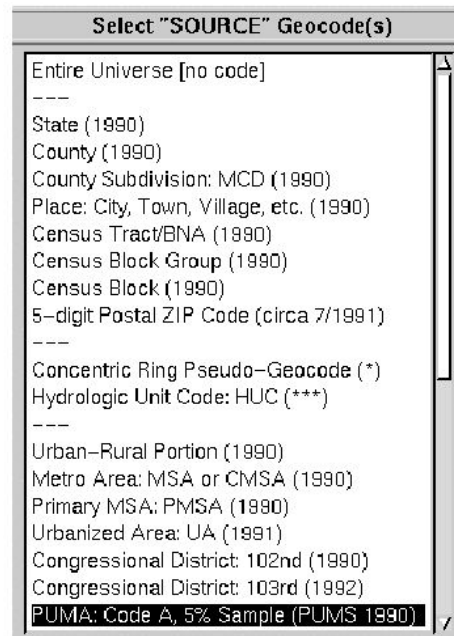 Select "SOURCE" Geocode(s)
Entire Universe [no code]
---
State (1990)
County (1990)
County Subdivision: MCD (1990)
Place: City, Town, Village, etc. (1990)
Census Tract/BNA (1990)
Census Block Group (1990)
Census Block (1990)
5-digit Postal ZIP Code (circa 7/1991)
---
Concentric Ring Pseudo-Geocode (*)
Hydrologic Unit Code: HUC (***)
---
Urban-Rural Portion (1990)
Metro Area: MSA or CMSA (1990)
Primary MSA: PMSA (1990)
Urbanized Area: UA (1991)
Congressional District: 102nd (1990)
Congressional District: 103rd (1992)
PUMA: Code A, 5% Sample (PUMS 1990)